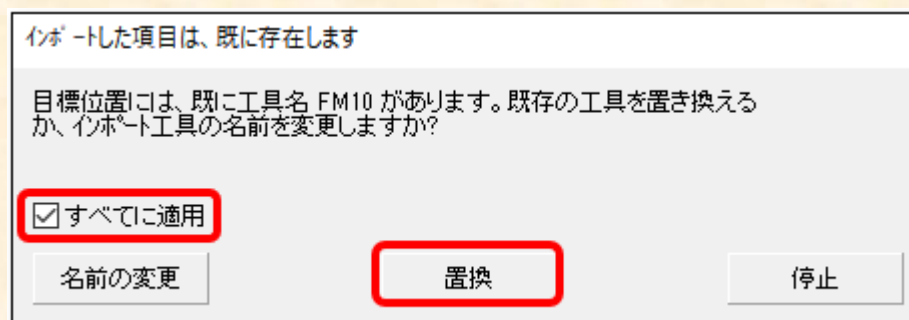 インポートした項目は、既に存在します
目標位置には、既に工具名 FM10 があります。既存の工具を置き換える
か、インポート工具の名前を変更しますか?
すべてに適用
名前の変更
置換
停止